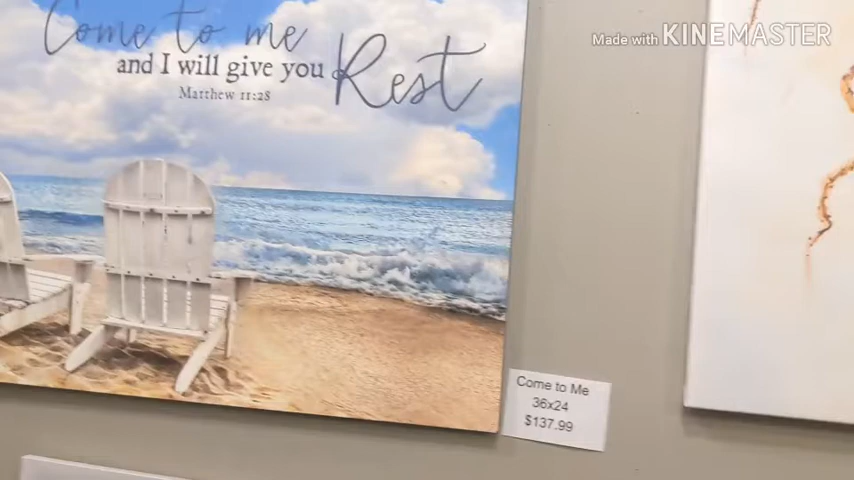 Come to me
and I will give you Rest
Matthew 11:28
Made with KINEMASTER
Come to Me
36x24
$137.99